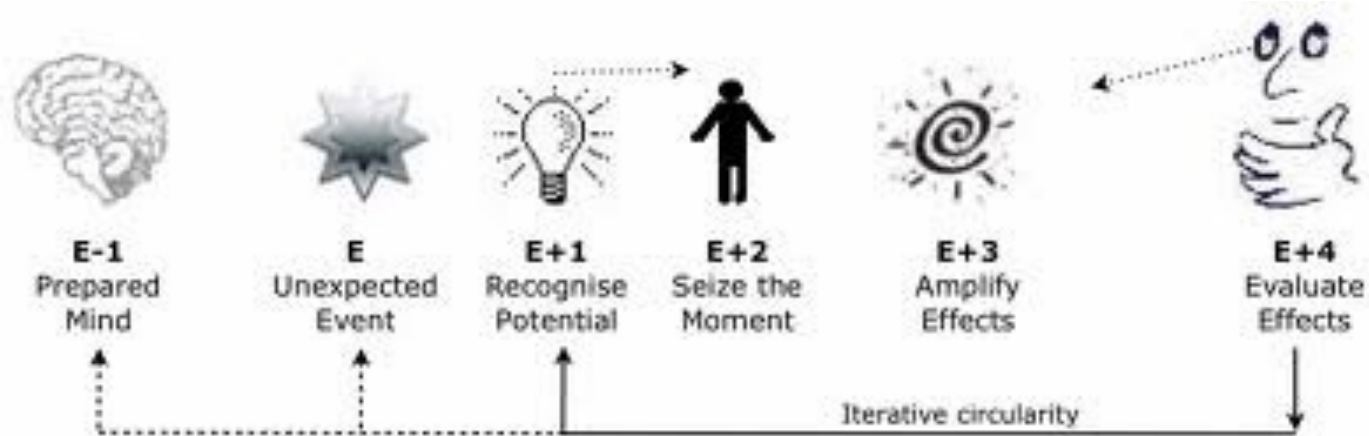 E-1
Prepared
Mind
E
Unexpected
Event
E+1
Recognise
Potential
E+2
Seize the
Moment
E+3
Amplify
Effects
E+4
Evaluate
Effects
Iterative circularity